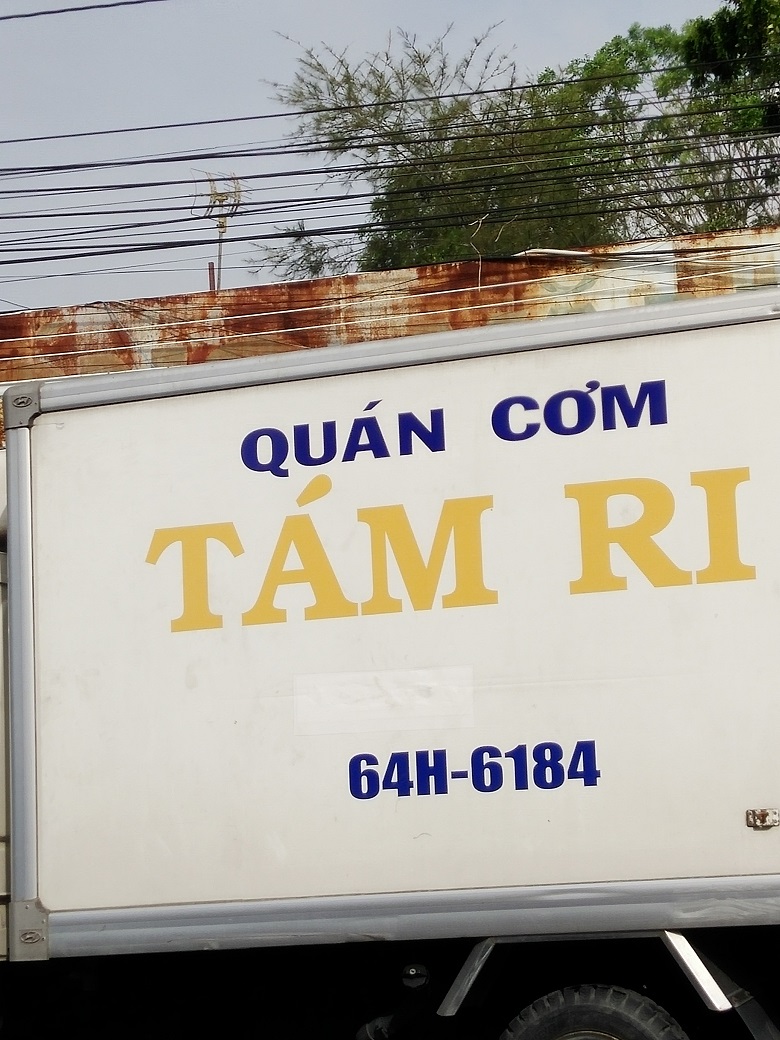 QUÁN CƠM
TÁM RI
64H-6184